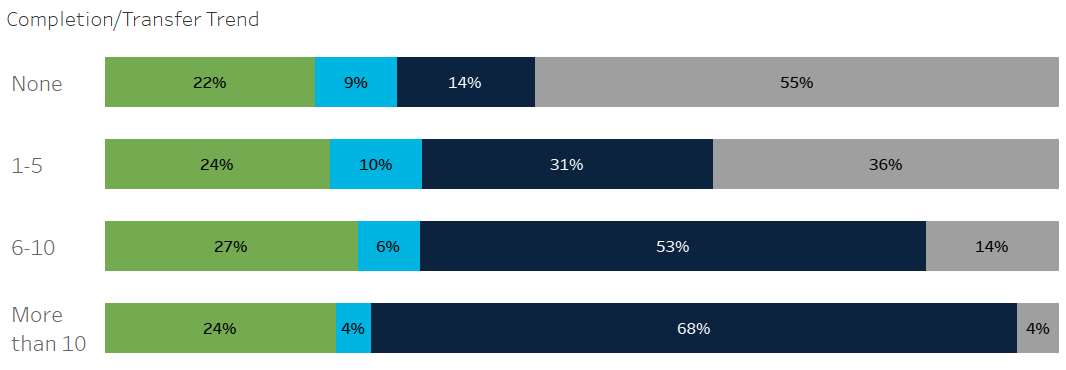 Completion/Transfer Trend
None
22% 9% 14% 55%
1-5
24% 10% 31% 36%
6-10
27% 6% 53% 14%
More
than 10
24% 4% 68% 4%